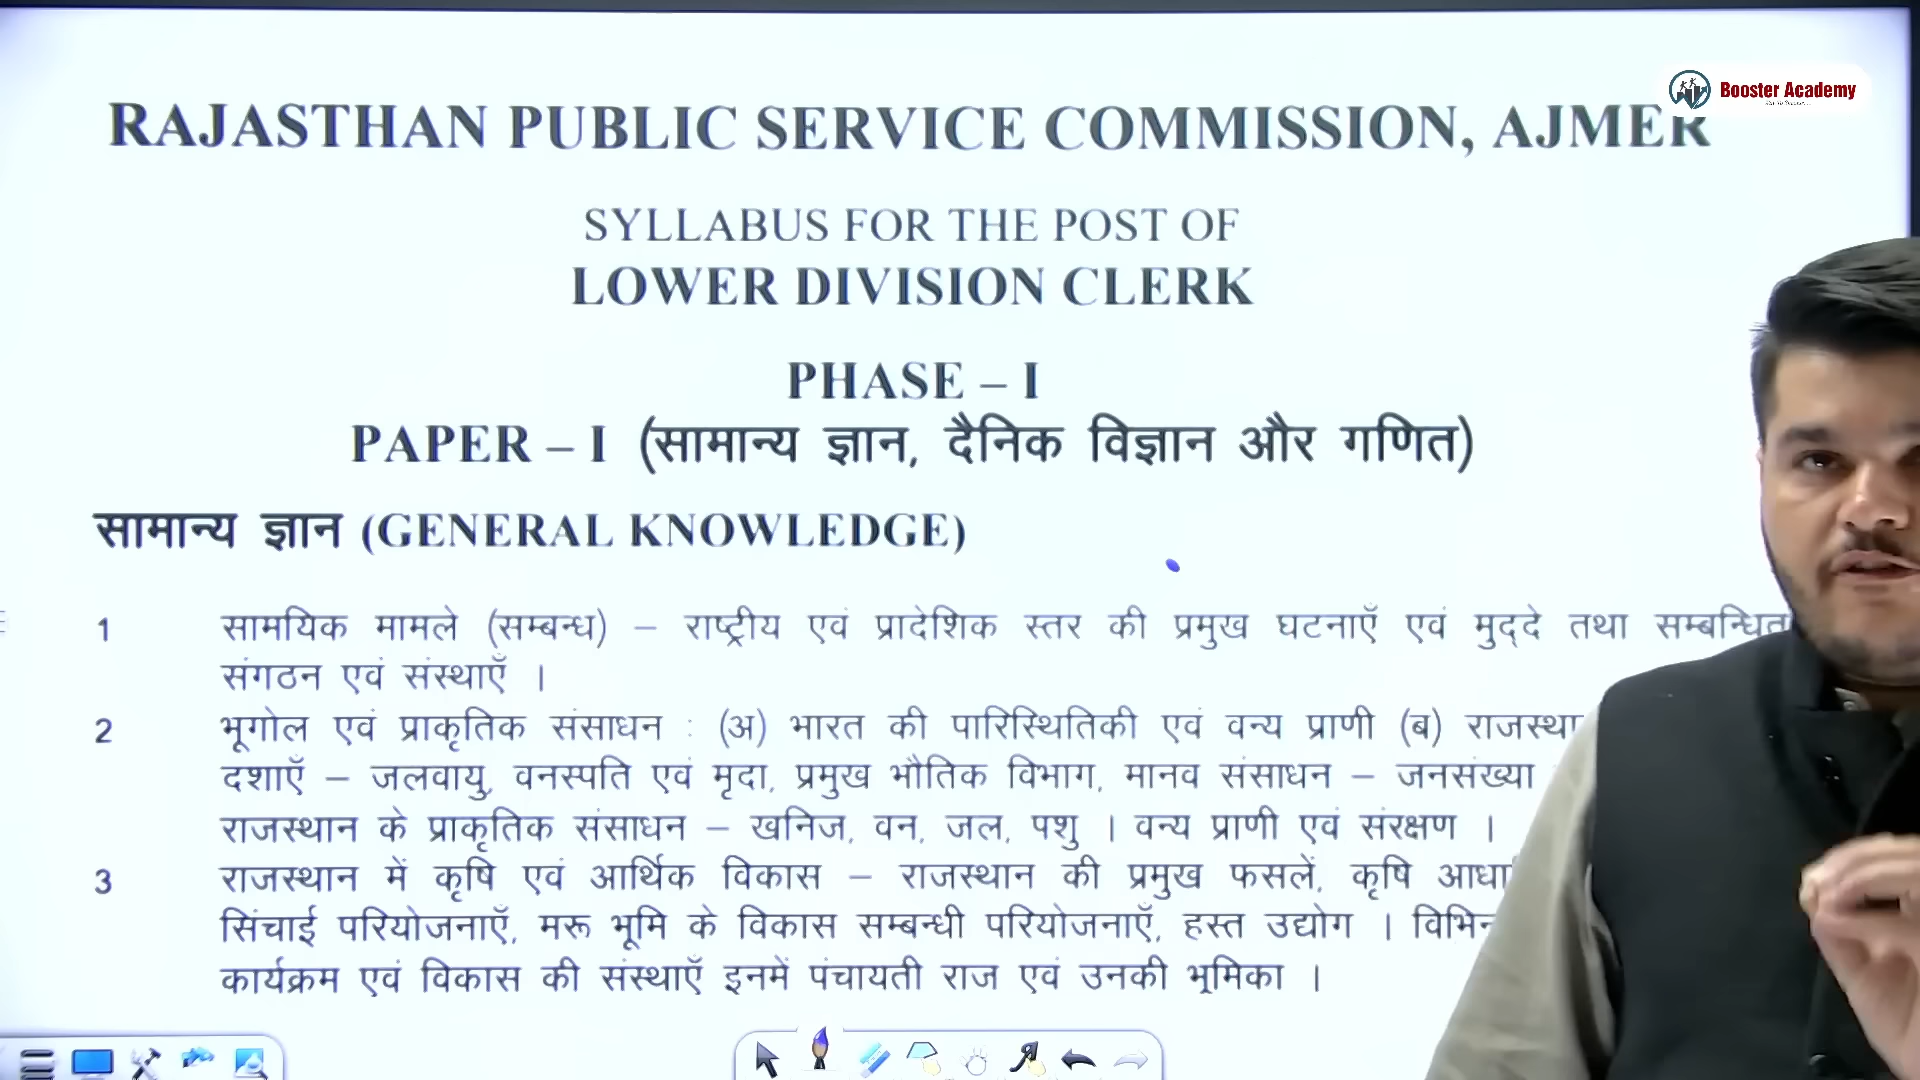 Booster Academy
RAJASTHAN PUBLIC SERVICE COMMISSION, AJMER
SYLLABUS FOR THE POST OF
LOWER DIVISION CLERK
PHASE – I
PAPER – I (सामान्य ज्ञान, दैनिक विज्ञान और गणित)
सामान्य ज्ञान (GENERAL KNOWLEDGE)
1 सामयिक मामले (सम्बन्ध) – राष्ट्रीय एवं प्रादेशिक स्तर की प्रमुख घटनाएँ एवं मुद्दे तथा सम्बन्धित
संगठन एवं संस्थाएँ ।
2 भूगोल एवं प्राकृतिक संसाधन : (अ) भारत की पारिस्थितिकी एवं वन्य प्राणी (ब)
दशाएँ – जलवायु, वनस्पति एवं मृदा, प्रमुख भौतिक विभाग, मानव संसाधन – जनसंख्या
राजस्थान के प्राकृतिक संसाधन – खनिज, वन, जल, पशु । वन्य प्राणी एवं संरक्षण ।
3 राजस्थान में कृषि एवं आर्थिक विकास – राजस्थान की प्रमुख फसलें, कृषि
सिंचाई परियोजनाएँ, मरू भूमि के विकास सम्बन्धी परियोजनाएँ, हस्त उद्योग ।
कार्यक्रम एवं विकास की संस्थाएँ इनमें पंचायती राज एवं उनकी भूमिका ।